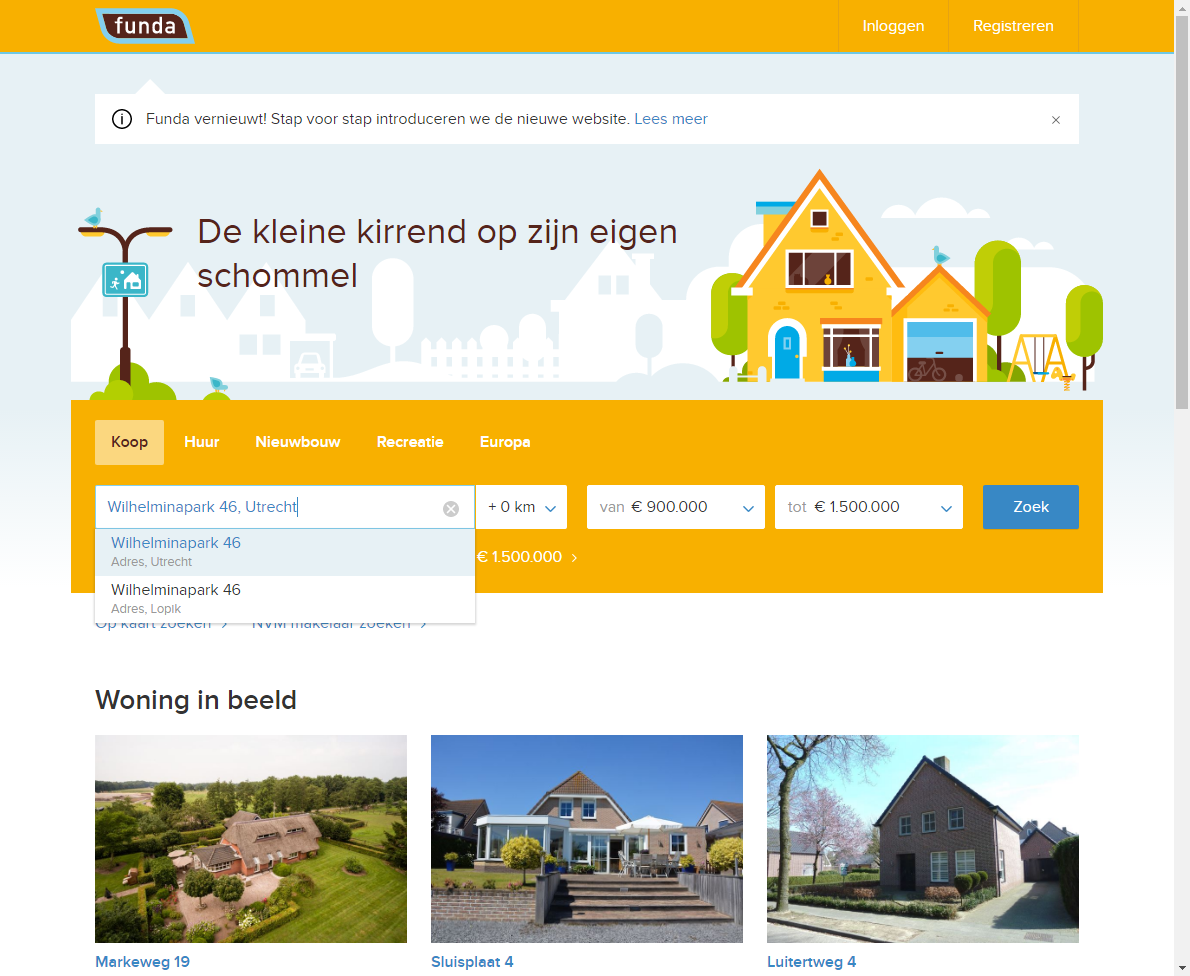 funda
Inloggen
Registreren
Funda vernieuwt! Stap voor stap introduceren we de nieuwe website. Lees meer
De kleine kirrend op zijn eigen
schommel
Koop
Huur
Nieuwbouw
Recreatie
Europa
Wilhelminapark 46, Utrecht
+ 0 km
van € 900.000
tot € 1.500.000
Zoek
Wilhelminapark 46
Adres, Utrecht
€ 1.500.000 ›
Wilhelminapark 46
Adres, Lopik
Op kaart zoeken ›
NVM makelaar zoeken ›
Woning in beeld
Markeweg 19
Sluisplaat 4
Luitertweg 4